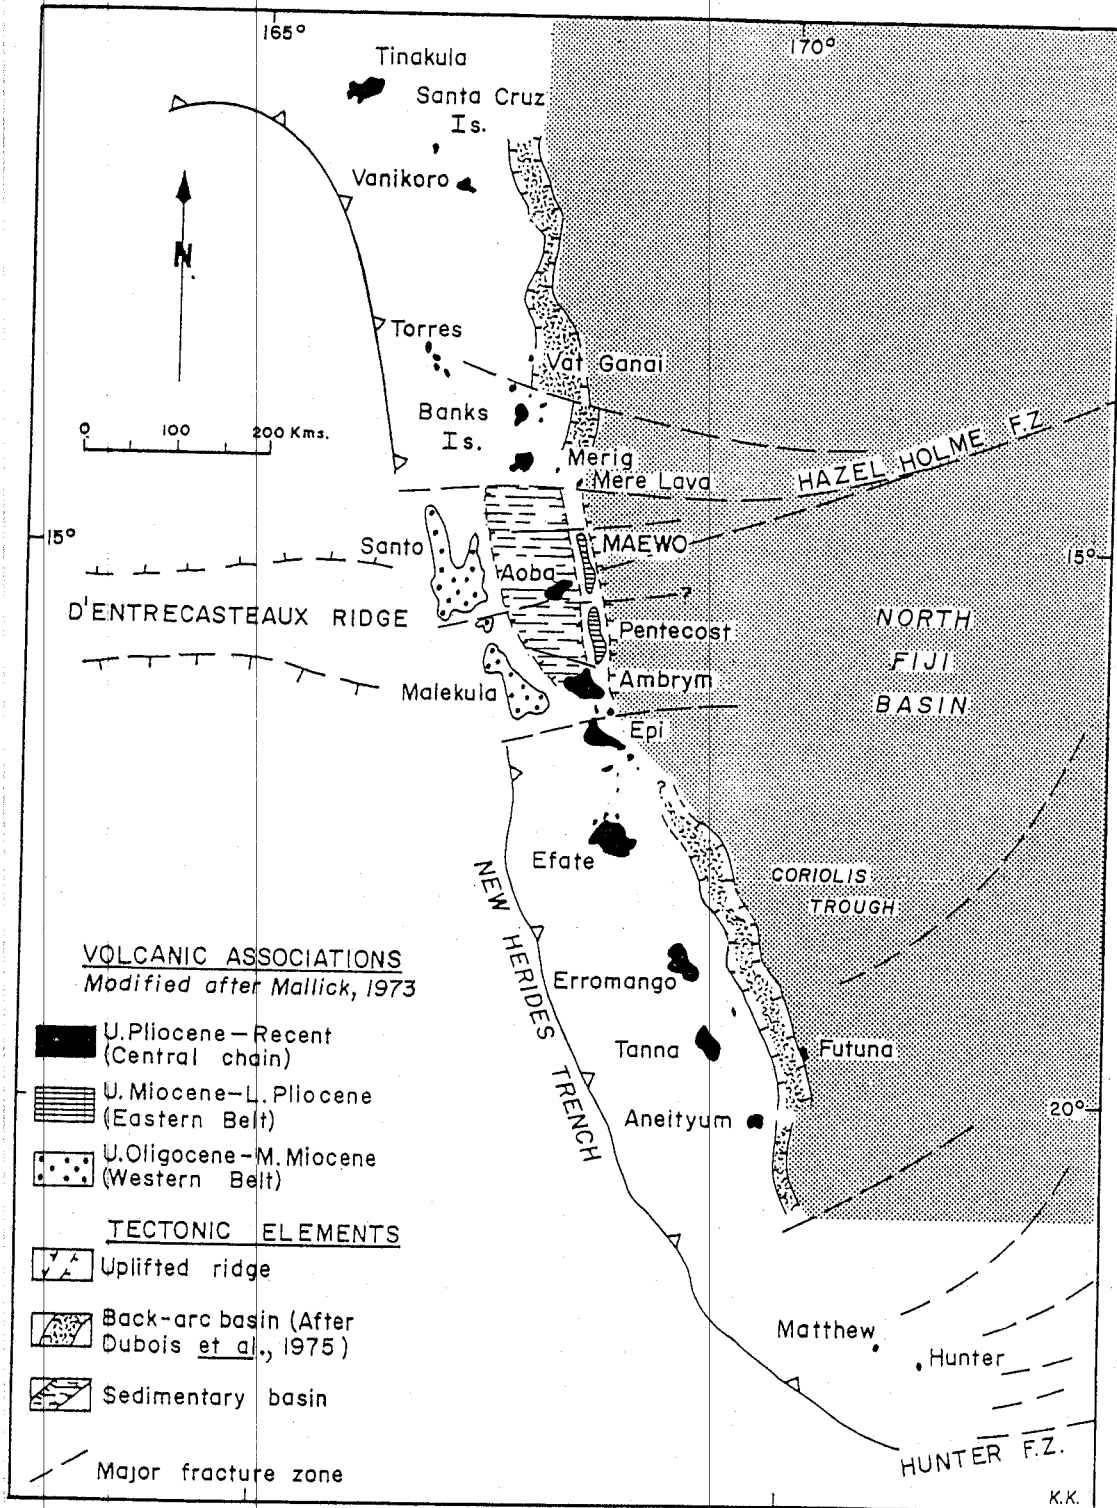 165°
170°
Tinakula
Santa Cruz
Is.
Vanikoro
N
Torres
Vat Ganai
Banks
Is.
0 100 200 Kms.
Merig
Mere Lava
HAZEL HOLME F.Z.
15°
Santo
MAEWO
15°
Aoba
?
D'ENTRECASTEAUX RIDGE
Pentecost
NORTH
FIJI
BASIN
Malekula
Ambrym
Epi
?
Efate
CORIOLIS
TROUGH
NEW HERIDES TRENCH
Erromango
Tanna
Futuna
Aneityum
20°
VOLCANIC ASSOCIATIONS
Modified after Mallick, 1973
U.Pliocene–Recent
(Central chain)
U.Miocene–L.Pliocene
(Eastern Belt)
U.Oligocene–M.Miocene
(Western Belt)
TECTONIC ELEMENTS
Uplifted ridge
Back-arc basin (After
Dubois et al., 1975)
Sedimentary basin
Major fracture zone
Matthew
Hunter
HUNTER F.Z.
K.K.